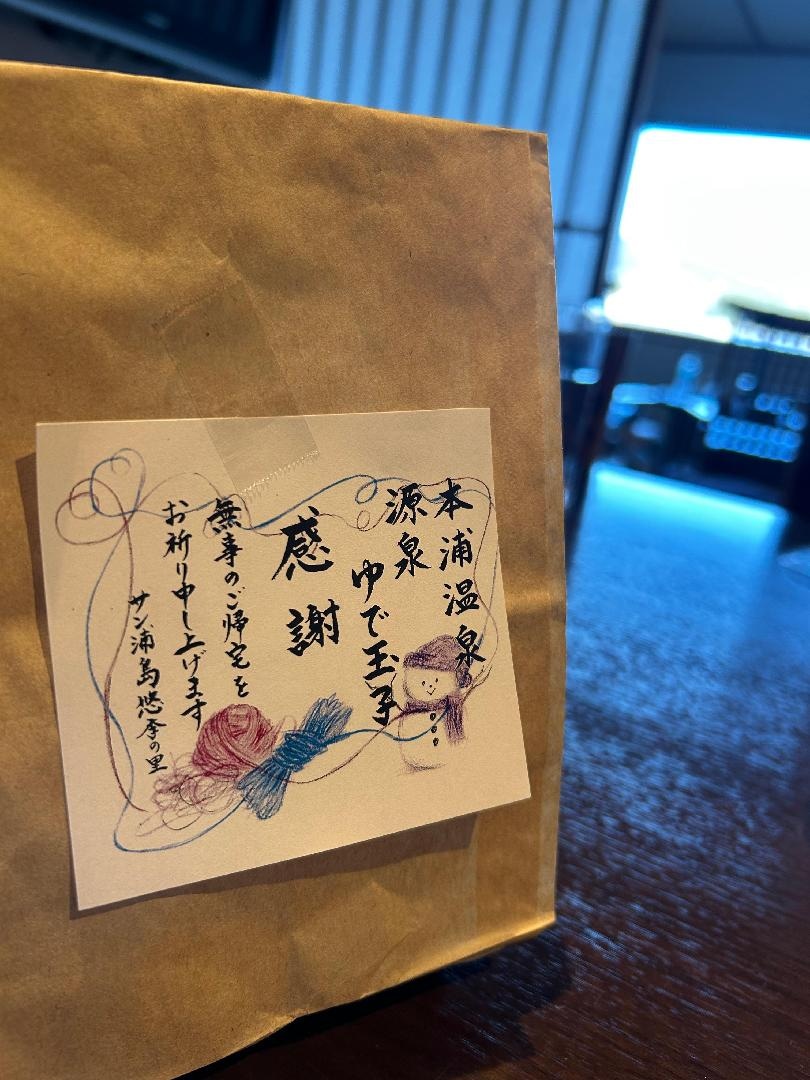 本浦温泉
源泉
ゆで玉子
感謝
無事のご帰宅を
お祈り申し上げます
サン浦島悠季の里